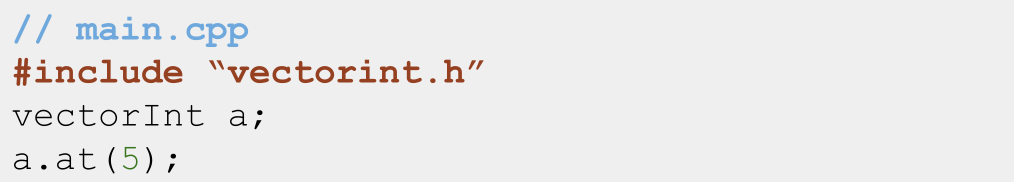 // main.cpp
#include “vectorint.h”
vectorInt a;
a.at(5);